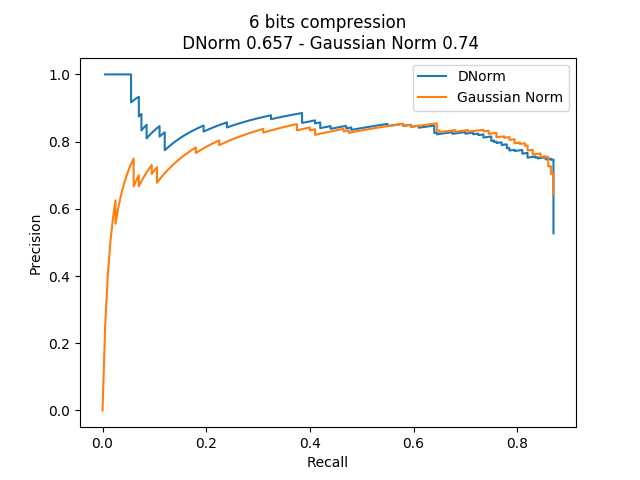 6 bits compression
DNorm 0.657 - Gaussian Norm 0.74
DNorm
Gaussian Norm
1.0
0.8
0.6
0.4
0.2
0.0
Precision
0.0 0.2 0.4 0.6 0.8
Recall